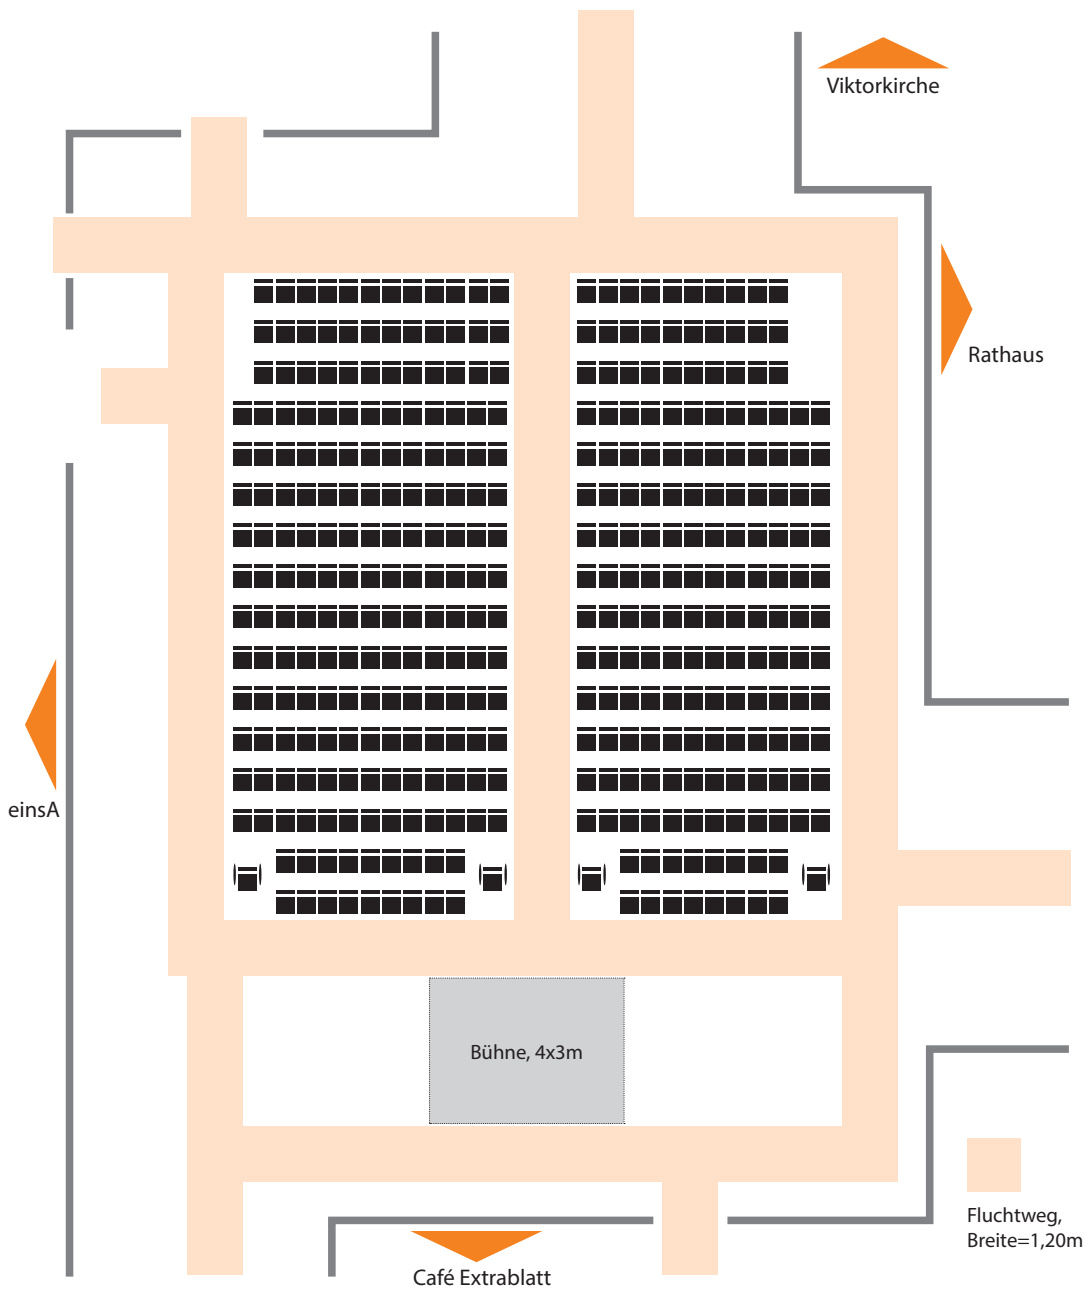 Viktorkirche
Rathaus
einsA
Bühne, 4x3m
Fluchtweg,
Breite=1,20m
Café Extrablatt